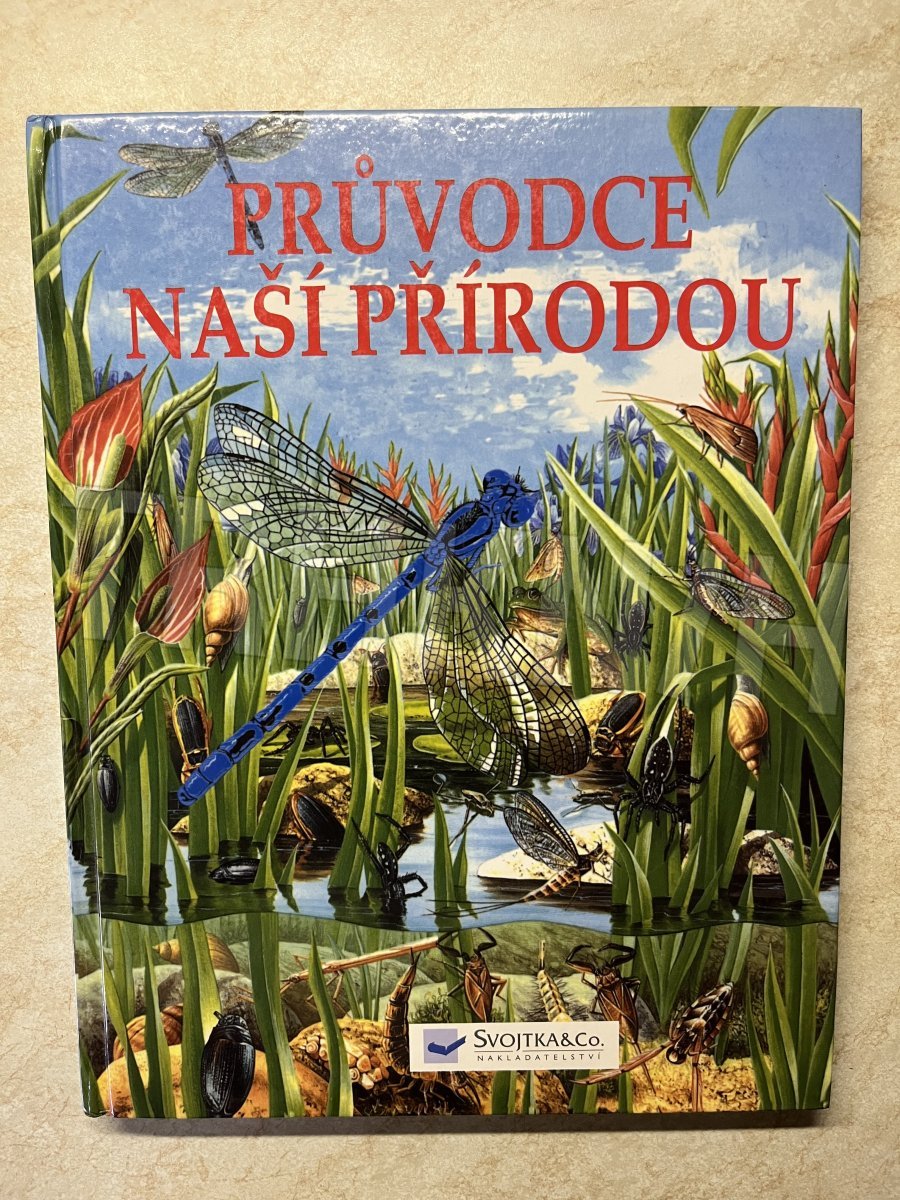 PRŮVODCE
NAŠÍ PŘÍRODOU
SVOJTKA&CO.
NAKLADATELSTVÍ